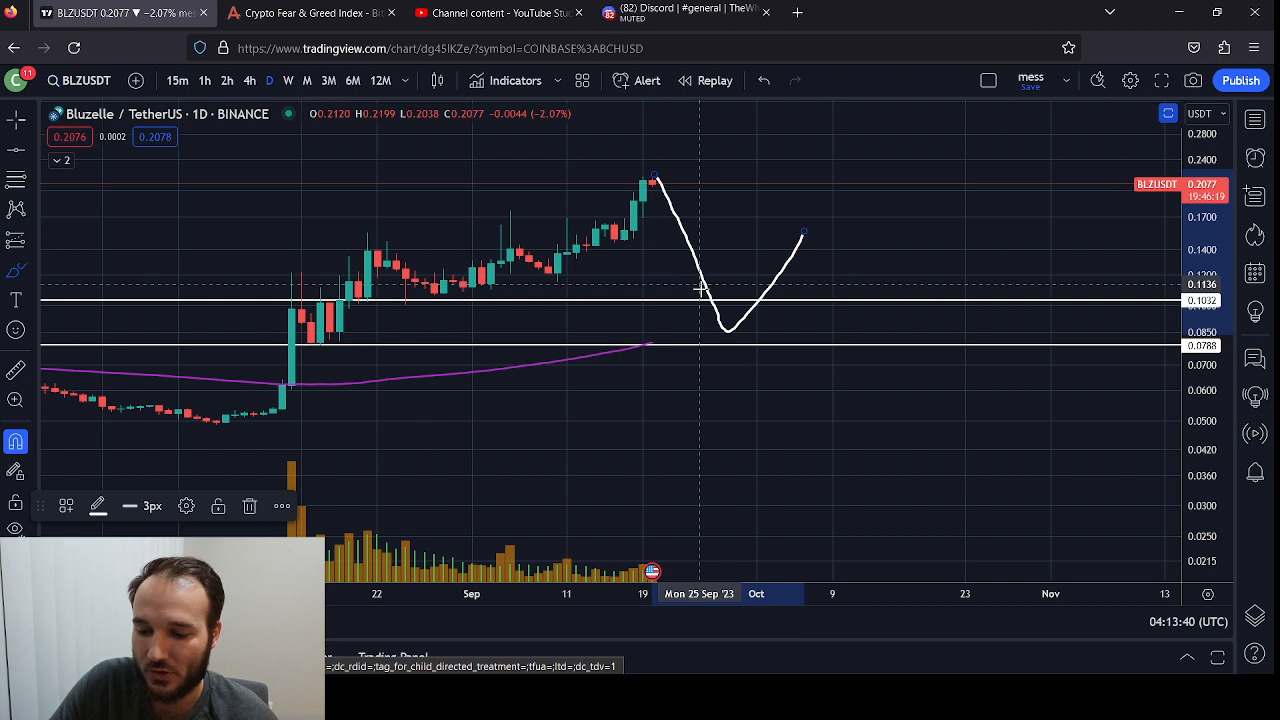 BLZUSDT 0.2077 ▼ −2.07% mes
Crypto Fear & Greed Index - Bit
Channel content - YouTube Stud
(82) Discord | #general | TheWh
MUTED
https://www.tradingview.com/chart/dg45lKZe/?symbol=COINBASE%3ABCHUSD
C 11 BLZUSDT 15m 1h 2h 4h D W M 3M 6M 12M Indicators Alert Replay mess Save Publish
Bluzelle / TetherUS · 1D · BINANCE O0.2120 H0.2199 L0.2038 C0.2077 −0.0044 (−2.07%) USDT
0.2076 0.0002 0.2078
2
0.2800
0.2400
BLZUSDT 0.2077
19:46:19
0.1700
0.1400
0.1200
0.1136
0.1032
0.0850
0.0788
0.0700
0.0600
0.0500
0.0420
0.0360
0.0300
0.0250
0.0215
3px
22 Sep 11 19 Mon 25 Sep '23 Oct 9 23 Nov 13
04:13:40 (UTC)
Trading Panel
=;dc_rdid=;tag_for_child_directed_treatment=;tfua=;ltd=;dc_tdv=1